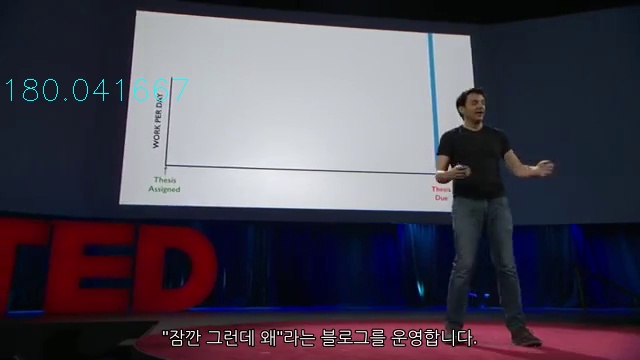 180.041667
WORK PER DAY
Thesis
Assigned
Thesis
Due
TED
"잠깐 그런데 왜"라는 블로그를 운영합니다.